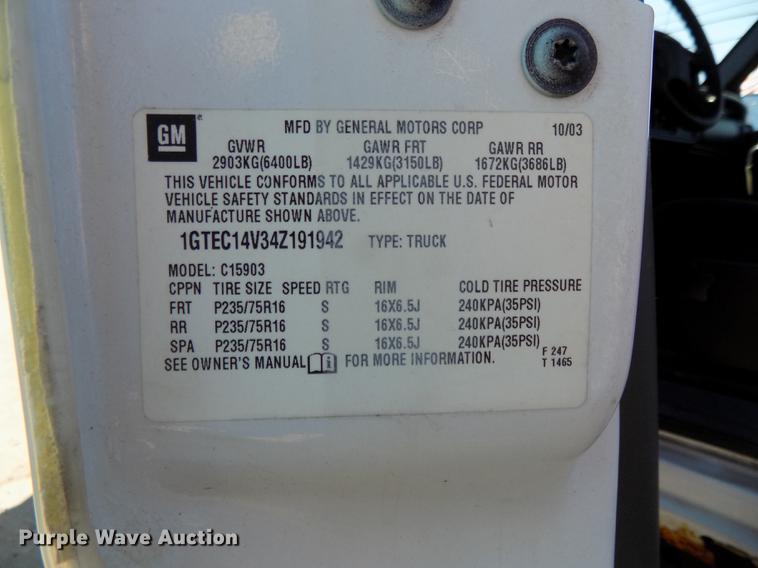 GM ®
MFD BY GENERAL MOTORS CORP 10/03
GVWR GAWR FRT GAWR RR
2903KG(6400LB) 1429KG(3150LB) 1672KG(3686LB)
THIS VEHICLE CONFORMS TO ALL APPLICABLE U.S. FEDERAL MOTOR
VEHICLE SAFETY STANDARDS IN EFFECT ON THE DATE OF
MANUFACTURE SHOWN ABOVE.
1GTEC14V34Z191942 TYPE: TRUCK
MODEL: C15903
CPPN TIRE SIZE SPEED RTG RIM COLD TIRE PRESSURE
FRT P235/75R16 S 16X6.5J 240KPA(35PSI)
RR P235/75R16 S 16X6.5J 240KPA(35PSI)
SPA P235/75R16 S 16X6.5J 240KPA(35PSI)
SEE OWNER'S MANUAL i FOR MORE INFORMATION.
F 247
T 1465
Purple Wave Auction